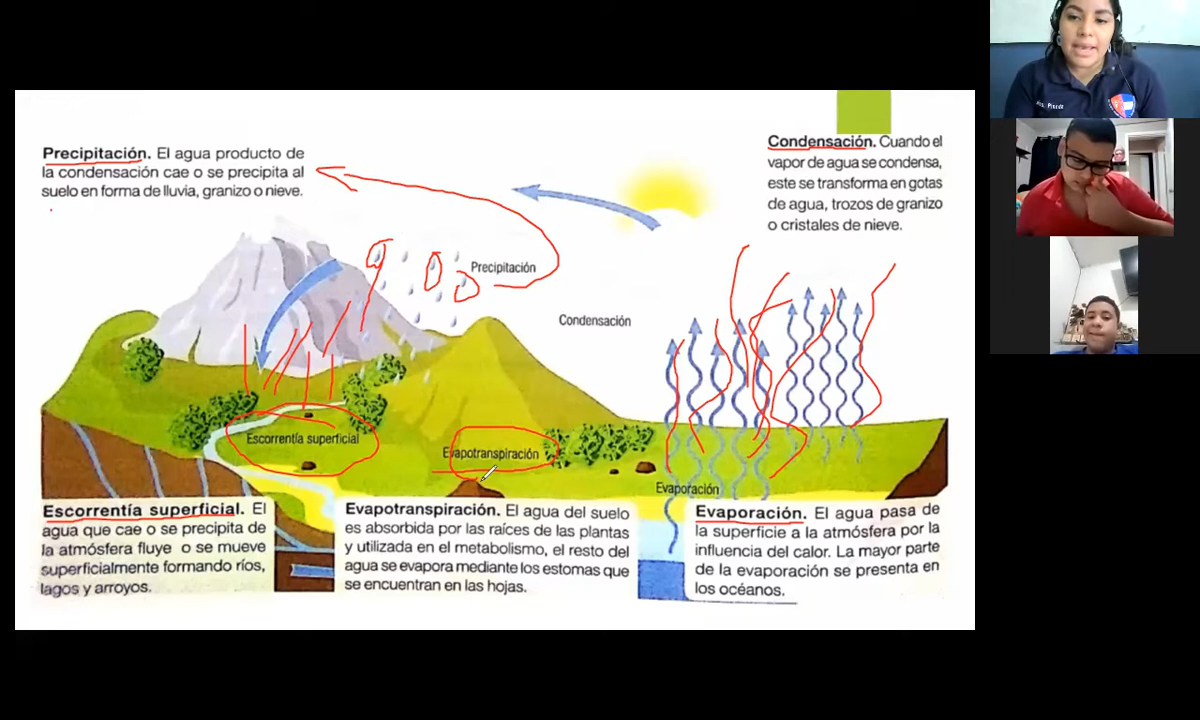 Precipitación. El agua producto de
la condensación cae o se precipita al
suelo en forma de lluvia, granizo o nieve.
Condensación. Cuando el
vapor de agua se condensa,
este se transforma en gotas
de agua, trozos de granizo
o cristales de nieve.
Precipitación
Condensación
Escorrentía superficial
Evapotranspiración
Evaporación
Escorrentía superficial. El
agua que cae o se precipita de
la atmósfera fluye o se mueve
superficialmente formando ríos,
lagos y arroyos.
Evapotranspiración. El agua del suelo
es absorbida por las raíces de las plantas
y utilizada en el metabolismo, el resto del
agua se evapora mediante los estomas que
se encuentran en las hojas.
Evaporación. El agua pasa de
la superficie a la atmósfera por la
influencia del calor. La mayor parte
de la evaporación se presenta en
los océanos.